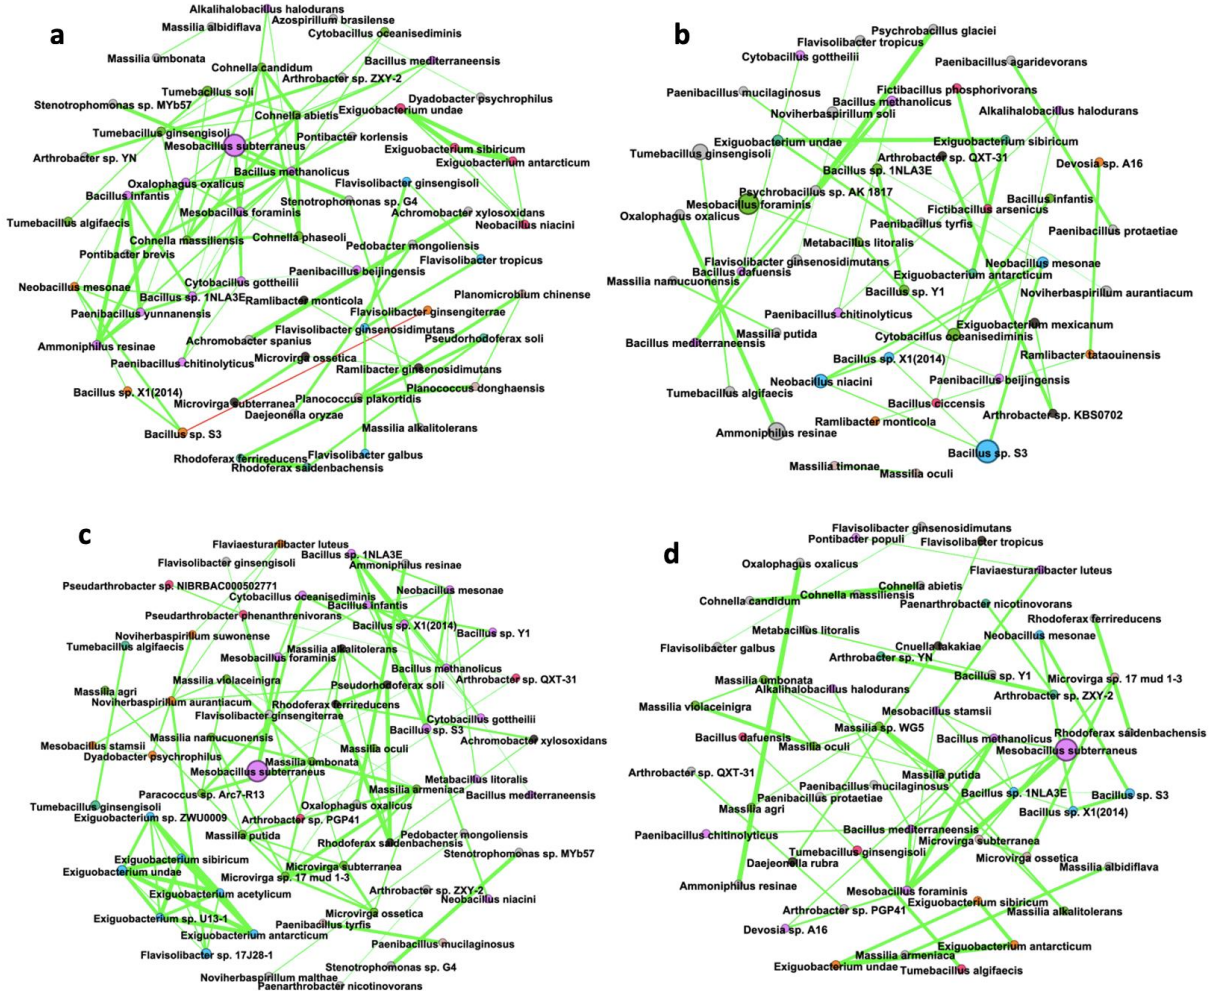 a
Alkalihalobacillus halodurans
Azospirillum brasilense
Massilia albidiflava
Cytobacillus oceanisediminis
Massilia umbonata
Bacillus mediterraneensis
Cohnella candidum
Arthrobacter sp. ZXY-2
Tumebacillus soli
Dyadobacter psychrophilus
Stenotrophomonas sp. MYb57
Exiguobacterium undae
Cohnella abietis
Tumebacillus ginsengisoli
Pontibacter korlensis
Mesobacillus subterraneus
Exiguobacterium sibiricum
Arthrobacter sp. YN
Exiguobacterium antarcticum
Bacillus methanolicus
Oxalophagus oxalicus
Flavisolibacter ginsengisoli
Bacillus infantis
Stenotrophomonas sp. G4
Mesobacillus foraminis
Achromobacter xylosoxidans
Tumebacillus algifaecis
Neobacillus niacini
Cohnella massiliensis
Cohnella phaseoli
Pontibacter brevis
Pedobacter mongoliensis
Flavisolibacter tropicus
Paenibacillus beijingensis
Neobacillus mesonae
Cytobacillus gottheilii
Planomicrobium chinense
Bacillus sp. 1NLA3E
Ramlibacter monticola
Paenibacillus yunnanensis
Flavisolibacter ginsengiterrae
Flavisolibacter ginsenosidimutans
Achromobacter spanius
Pseudorhodoferax soli
Ammoniphilus resinae
Microvirga ossetica
Paenibacillus chitinolyticus
Ramlibacter ginsenosidimutans
Planococcus donghaensis
Bacillus sp. X1(2014)
Microvirga subterranea
Planococcus plakortidis
Daejeonella oryzae
Massilia alkalitolerans
Bacillus sp. S3
Rhodoferax ferrireducens
Flavisolibacter galbus
Rhodoferax saidenbachensis
b
Psychrobacillus glaciei
Flavisolibacter tropicus
Cytobacillus gottheilii
Paenibacillus agaridevorans
Paenibacillus mucilaginosus
Fictibacillus phosphorivorans
Bacillus methanolicus
Noviherbaspirillum soli
Alkalihalobacillus halodurans
Exiguobacterium undae
Exiguobacterium sibiricum
Tumebacillus ginsengisoli
Arthrobacter sp. QXT-31
Devosia sp. A16
Bacillus sp. 1NLA3E
Psychrobacillus sp. AK 1817
Mesobacillus foraminis
Bacillus infantis
Oxalophagus oxalicus
Fictibacillus arsenicus
Paenibacillus tyrfis
Paenibacillus protaetiae
Metabacillus litoralis
Flavisolibacter ginsenosidimutans
Neobacillus mesonae
Bacillus dafuensis
Exiguobacterium antarcticum
Massilia namucuonensis
Bacillus sp. Y1
Noviherbaspirillum aurantiacum
Paenibacillus chitinolyticus
Exiguobacterium mexicanum
Massilia putida
Cytobacillus oceanisediminis
Bacillus mediterraneensis
Bacillus sp. X1(2014)
Ramlibacter tataouinensis
Neobacillus niacini
Paenibacillus beijingensis
Tumebacillus algifaecis
Bacillus ciccensis
Arthrobacter sp. KBS0702
Ramlibacter monticola
Ammoniphilus resinae
Bacillus sp. S3
Massilia timonae
Massilia oculi
c
Flaviaesturariibacter luteus
Bacillus sp. 1NLA3E
Flavisolibacter ginsengisoli
Ammoniphilus resinae
Pseudarthrobacter sp. NIBRBAC000502771
Neobacillus mesonae
Cytobacillus oceanisediminis
Bacillus infantis
Pseudarthrobacter phenanthrenivorans
Bacillus sp. X1(2014)
Bacillus sp. Y1
Noviherbaspirillum suwonense
Tumebacillus algifaecis
Massilia alkalitolerans
Mesobacillus foraminis
Bacillus methanolicus
Arthrobacter sp. QXT-31
Massilia violaceinigra
Pseudorhodoferax soli
Massilia agri
Noviherbaspirillum aurantiacum
Rhodoferax ferrireducens
Flavisolibacter ginsengiterrae
Cytobacillus gottheilii
Bacillus sp. S3
Massilia namucuonensis
Achromobacter xylosoxidans
Mesobacillus stamsii
Massilia oculi
Dyadobacter psychrophilus
Massilia umbonata
Mesobacillus subterraneus
Metabacillus litoralis
Massilia armeniaca
Paracoccus sp. Arc7-R13
Bacillus mediterraneensis
Tumebacillus ginsengisoli
Oxalophagus oxalicus
Exiguobacterium sp. ZWU0009
Arthrobacter sp. PGP41
Massilia putida
Pedobacter mongoliensis
Rhodoferax saidenbachensis
Stenotrophomonas sp. MYb57
Exiguobacterium sibiricum
Exiguobacterium undae
Microvirga subterranea
Microvirga sp. 17 mud 1-3
Exiguobacterium acetylicum
Arthrobacter sp. ZXY-2
Neobacillus niacini
Exiguobacterium sp. U13-1
Microvirga ossetica
Paenibacillus tyrfis
Exiguobacterium antarcticum
Paenibacillus mucilaginosus
Flavisolibacter sp. 17J28-1
Stenotrophomonas sp. G4
Noviherbaspirillum malthae
Paenarthrobacter nicotinovorans
d
Flavisolibacter ginsenosidimutans
Pontibacter populi
Flavisolibacter tropicus
Oxalophagus oxalicus
Flaviaesturariibacter luteus
Cohnella abietis
Cohnella candidum
Cohnella massiliensis
Paenarthrobacter nicotinovorans
Rhodoferax ferrireducens
Metabacillus litoralis
Neobacillus mesonae
Flavisolibacter galbus
Cnuella takakiae
Arthrobacter sp. YN
Massilia umbonata
Bacillus sp. Y1
Microvirga sp. 17 mud 1-3
Alkalihalobacillus halodurans
Arthrobacter sp. ZXY-2
Massilia violaceinigra
Mesobacillus stamsii
Massilia sp. WG5
Rhodoferax saidenbachensis
Bacillus dafuensis
Bacillus methanolicus
Massilia oculi
Mesobacillus subterraneus
Arthrobacter sp. QXT-31
Massilia putida
Paenibacillus mucilaginosus
Bacillus sp. 1NLA3E
Bacillus sp. S3
Paenibacillus protaetiae
Massilia agri
Bacillus sp. X1(2014)
Paenibacillus chitinolyticus
Bacillus mediterraneensis
Microvirga subterranea
Tumebacillus ginsengisoli
Daejeonella rubra
Microvirga ossetica
Massilia albidiflava
Ammoniphilus resinae
Mesobacillus foraminis
Exiguobacterium sibiricum
Arthrobacter sp. PGP41
Massilia alkalitolerans
Devosia sp. A16
Exiguobacterium antarcticum
Massilia armeniaca
Exiguobacterium undae
Tumebacillus algifaecis